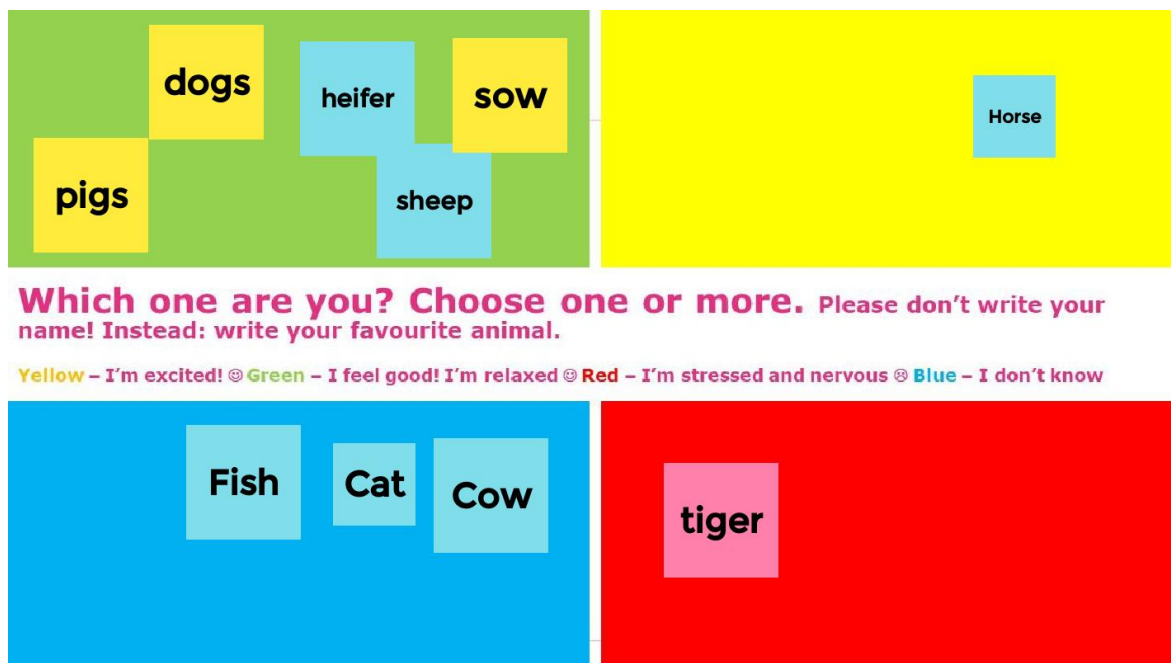 dogs
heifer
sow
pigs
sheep
Horse
Which one are you? Choose one or more. Please don’t write your
name! Instead: write your favourite animal.
Yellow – I’m excited! ☺ Green – I feel good! I’m relaxed ☺ Red – I’m stressed and nervous ☹ Blue – I don’t know
Fish
Cat
Cow
tiger